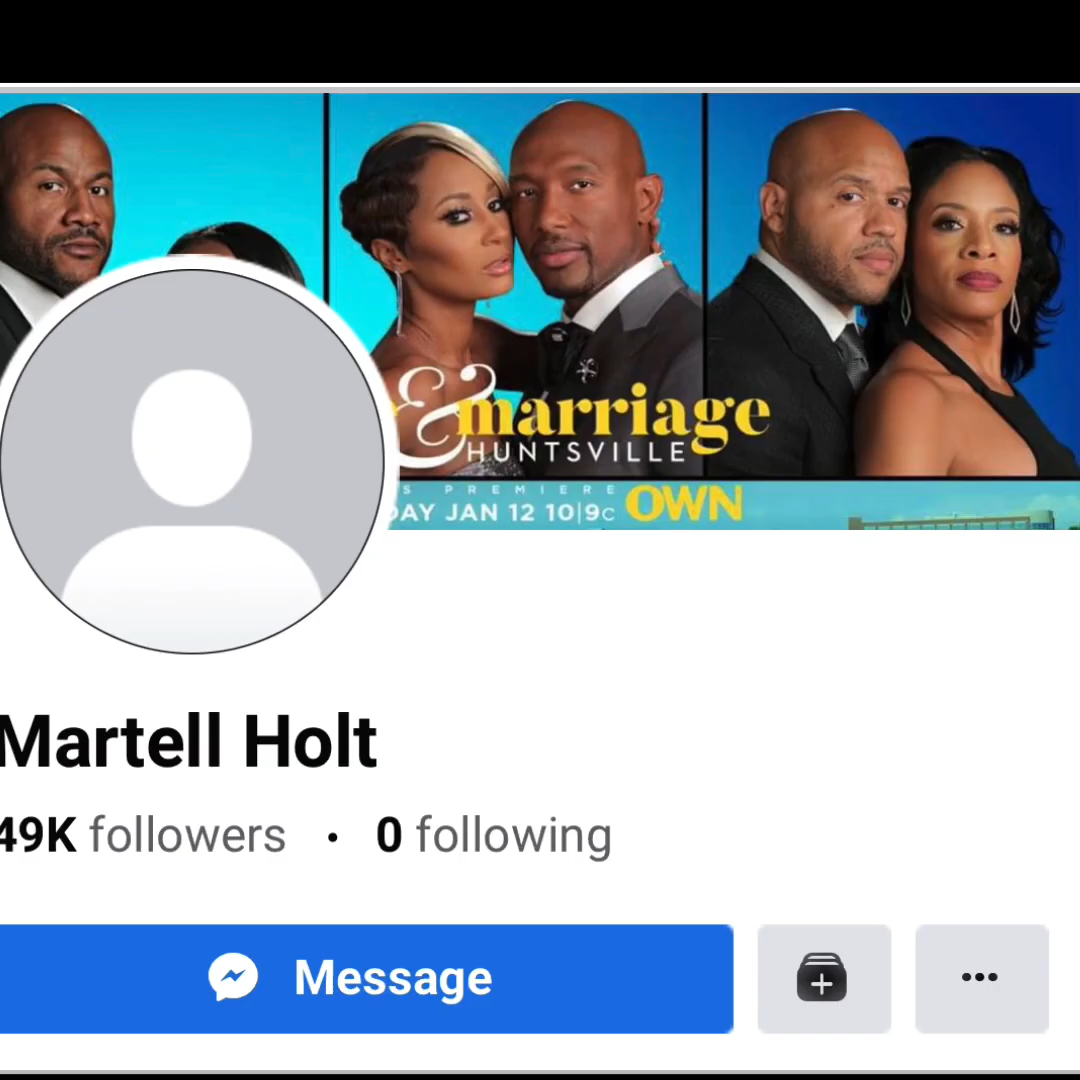 & marriage
HUNTSVILLE
S PREMIERE
DAY JAN 12 10|9c OWN
Martell Holt
49K followers · 0 following
Message